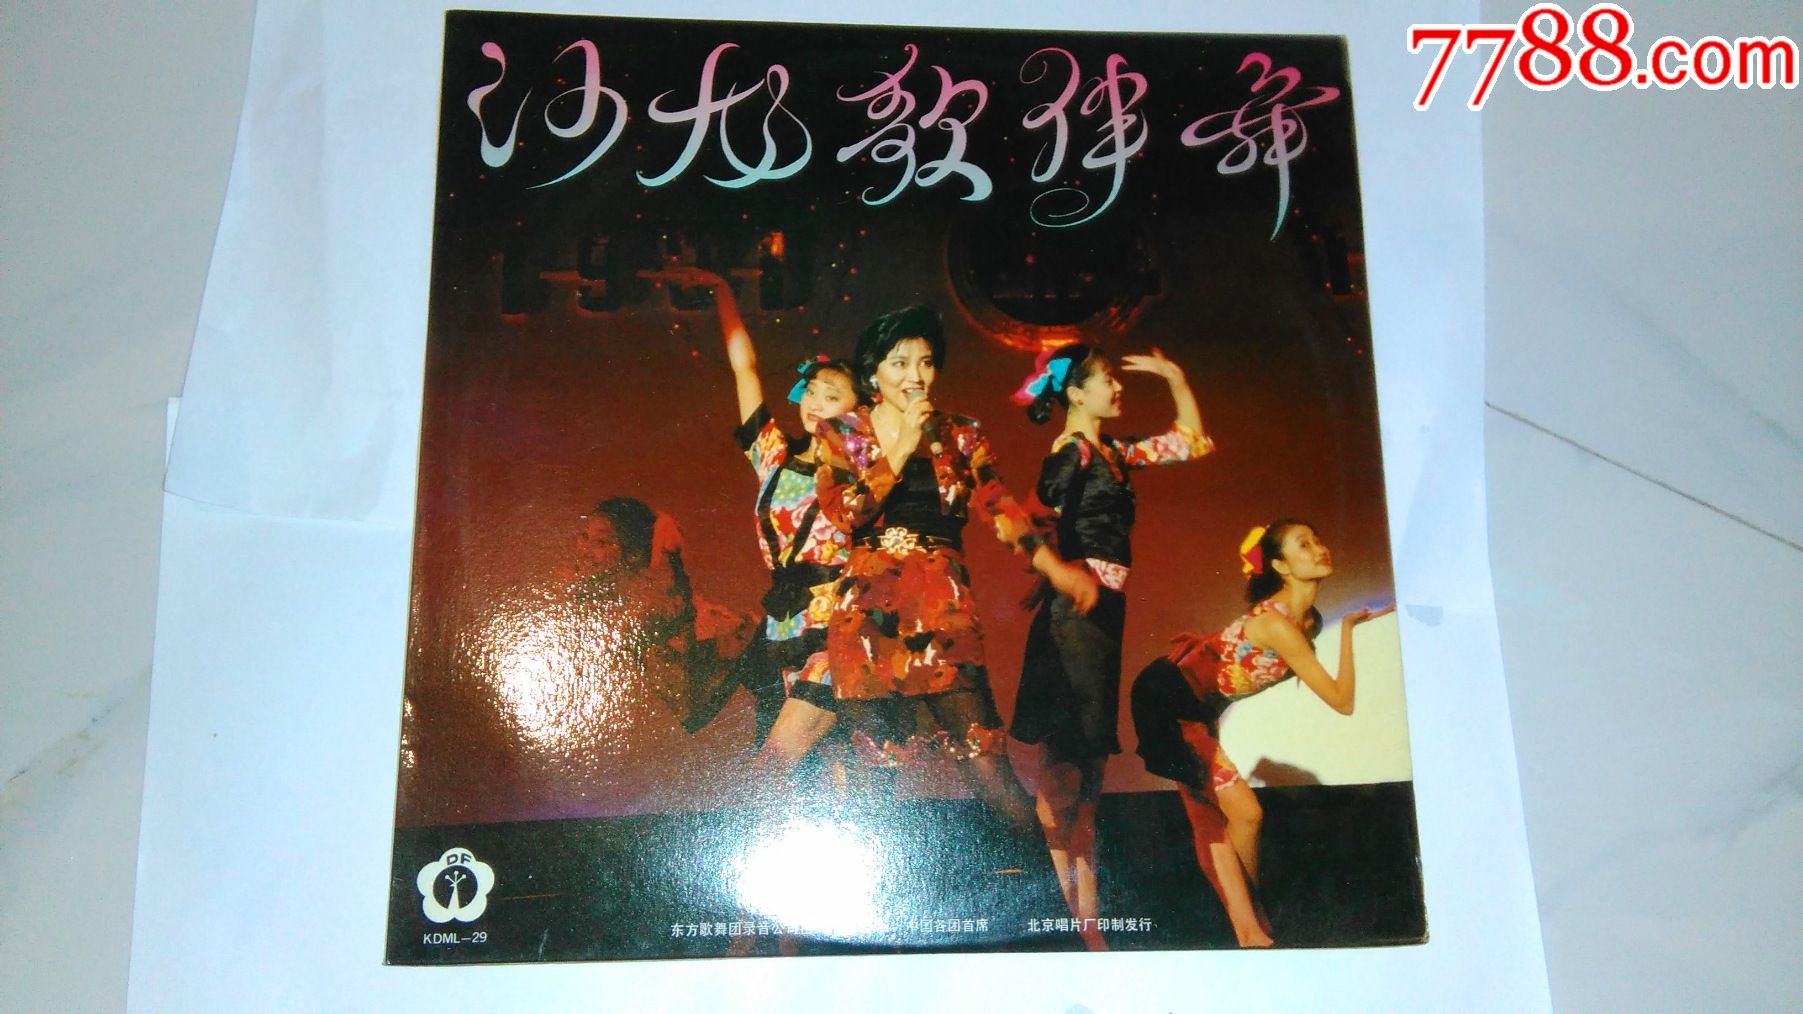 7788.com
沙龙歌伴舞
DF
KDML-29
东方歌舞团录音公司 中国各团首席 北京唱片厂印制发行